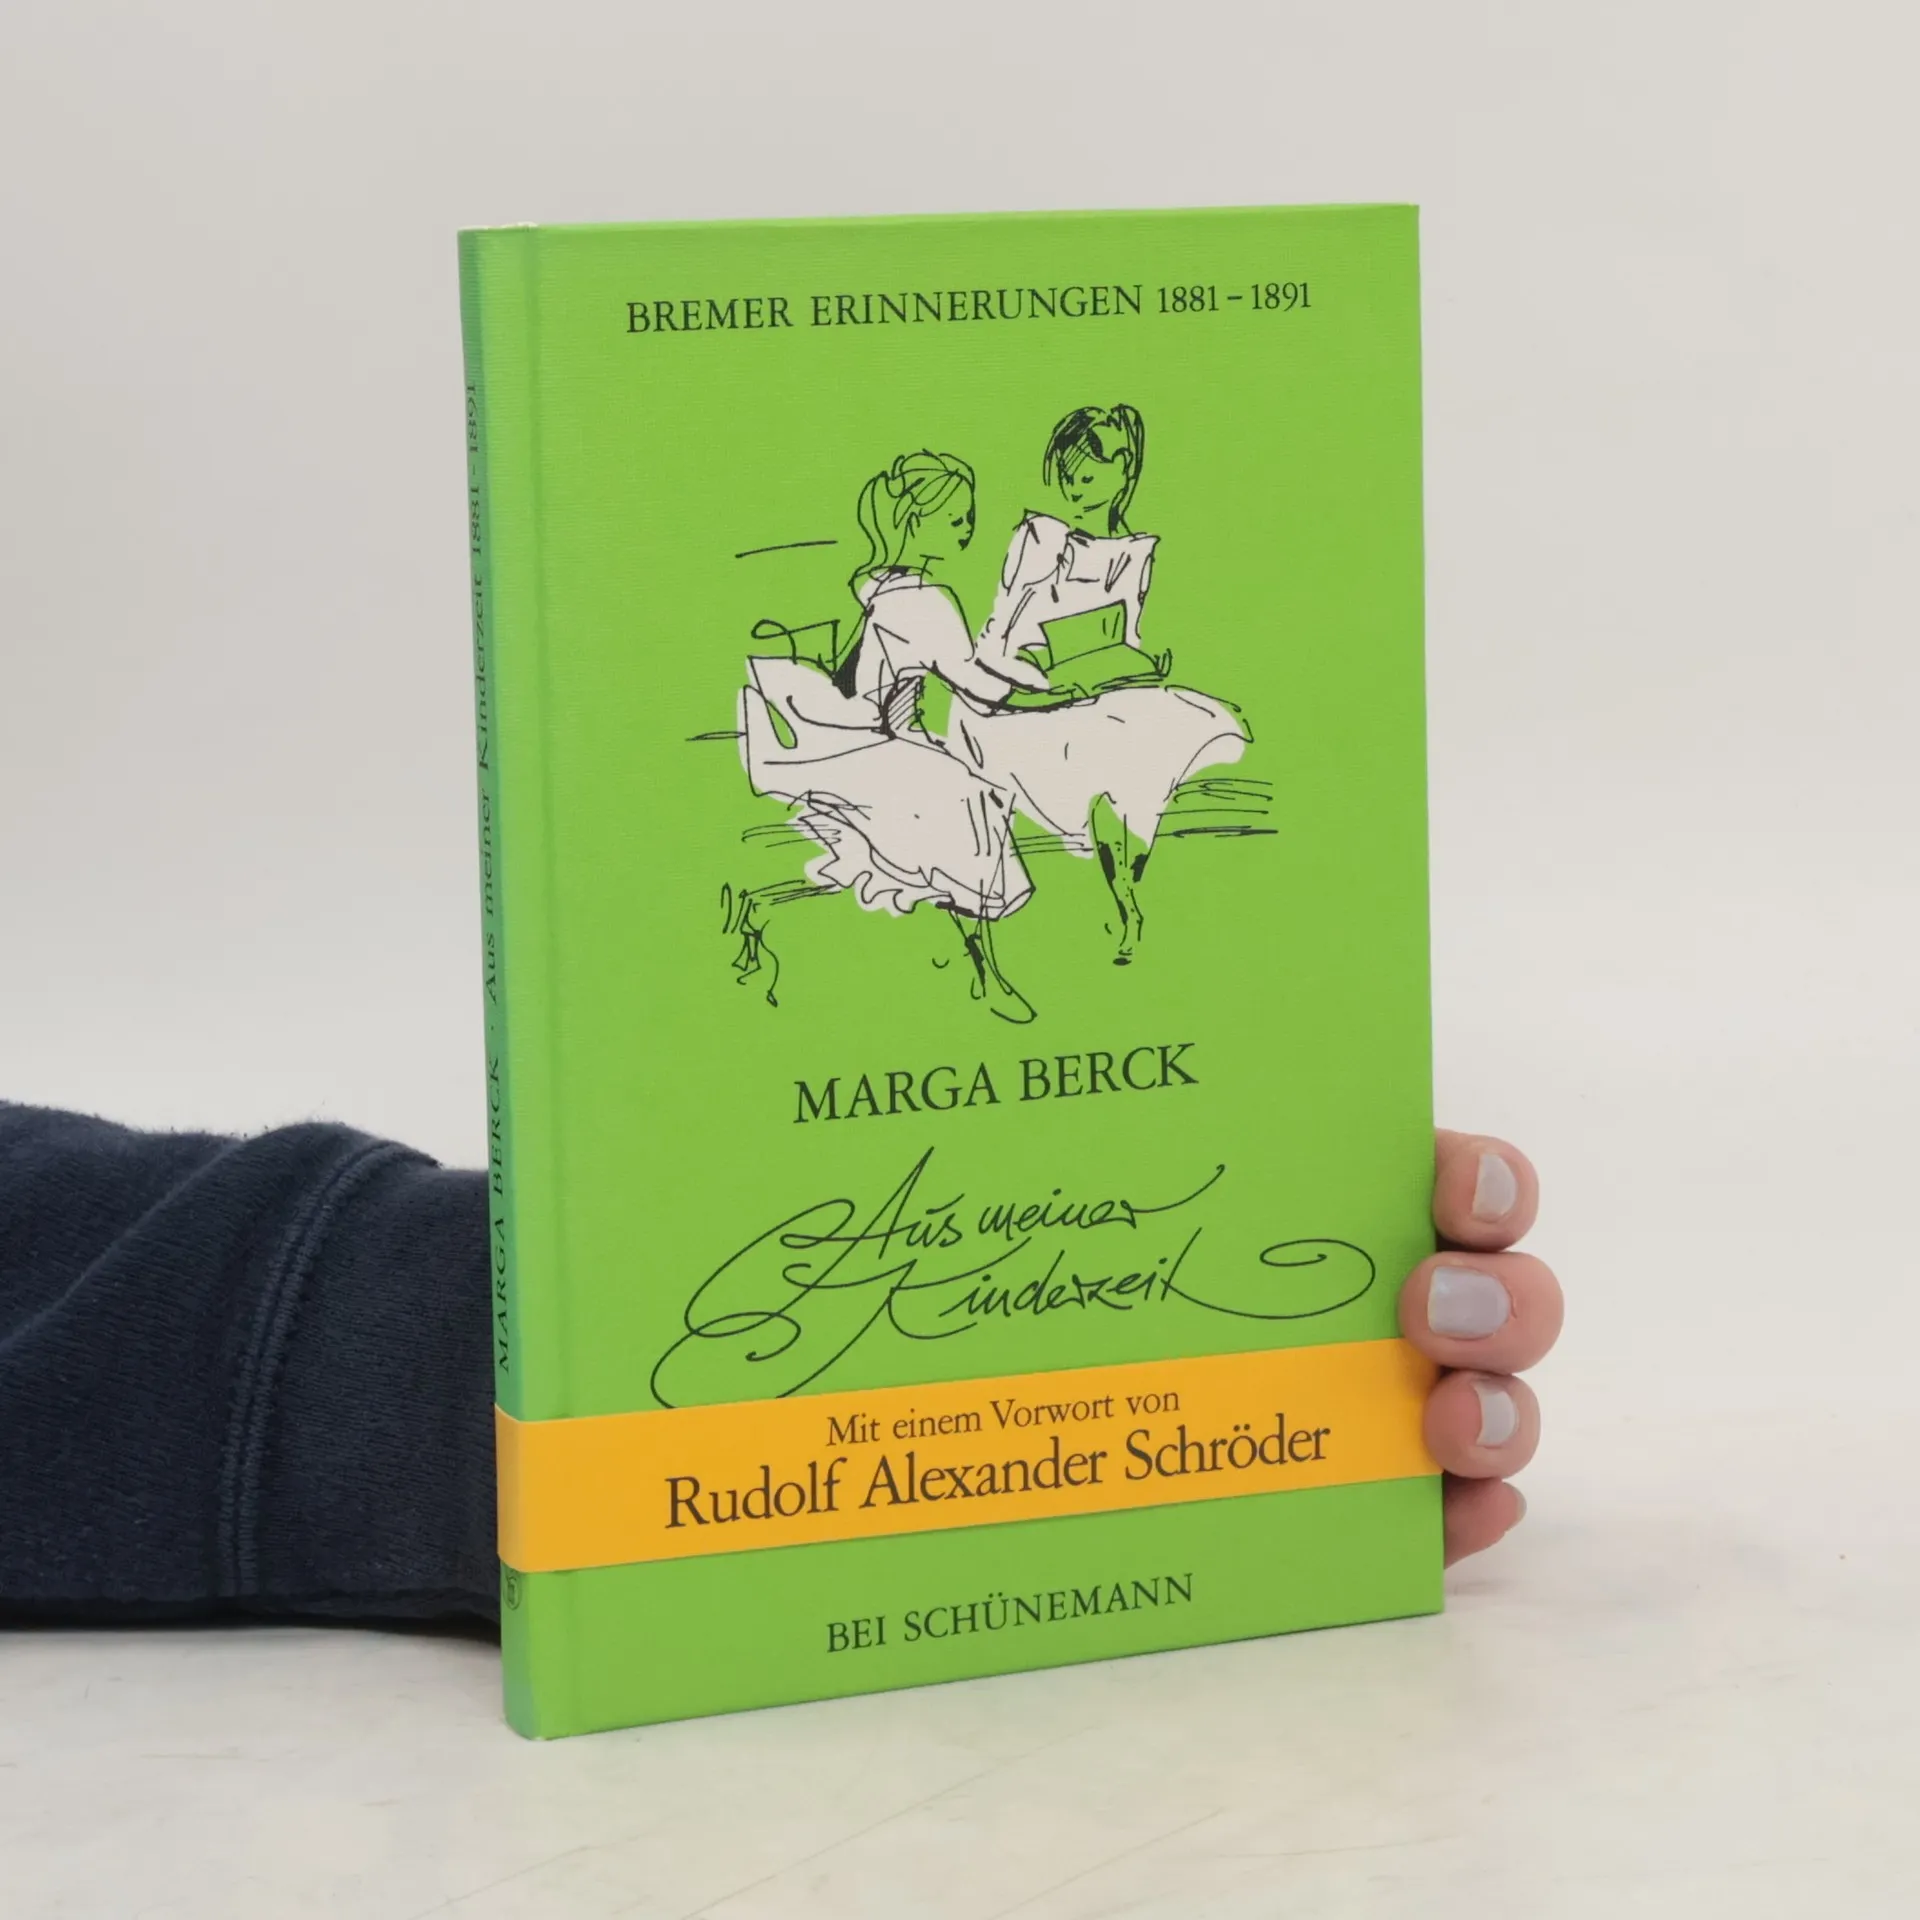 BREMER ERINNERUNGEN 1881–1891
MARGA BERCK
Aus meiner
Kinderzeit
Mit einem Vorwort von
Rudolf Alexander Schröder
BEI SCHÜNEMANN
MARGA BERCK · Aus meiner Kinderzeit 1881-1891